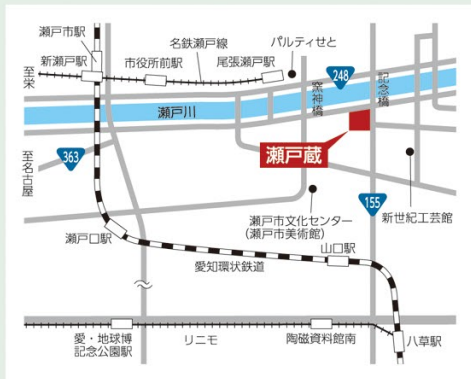 瀬戸市駅
新瀬戸駅
市役所前駅
名鉄瀬戸線
尾張瀬戸駅
パルティせと
至栄
248
窯神橋
記念橋
瀬戸川
瀬戸蔵
至名古屋
363
155
新世紀工芸館
瀬戸市文化センター
(瀬戸市美術館)
瀬戸口駅
山口駅
愛知環状鉄道
愛・地球博
記念公園駅
リニモ
陶磁資料館南
八草駅